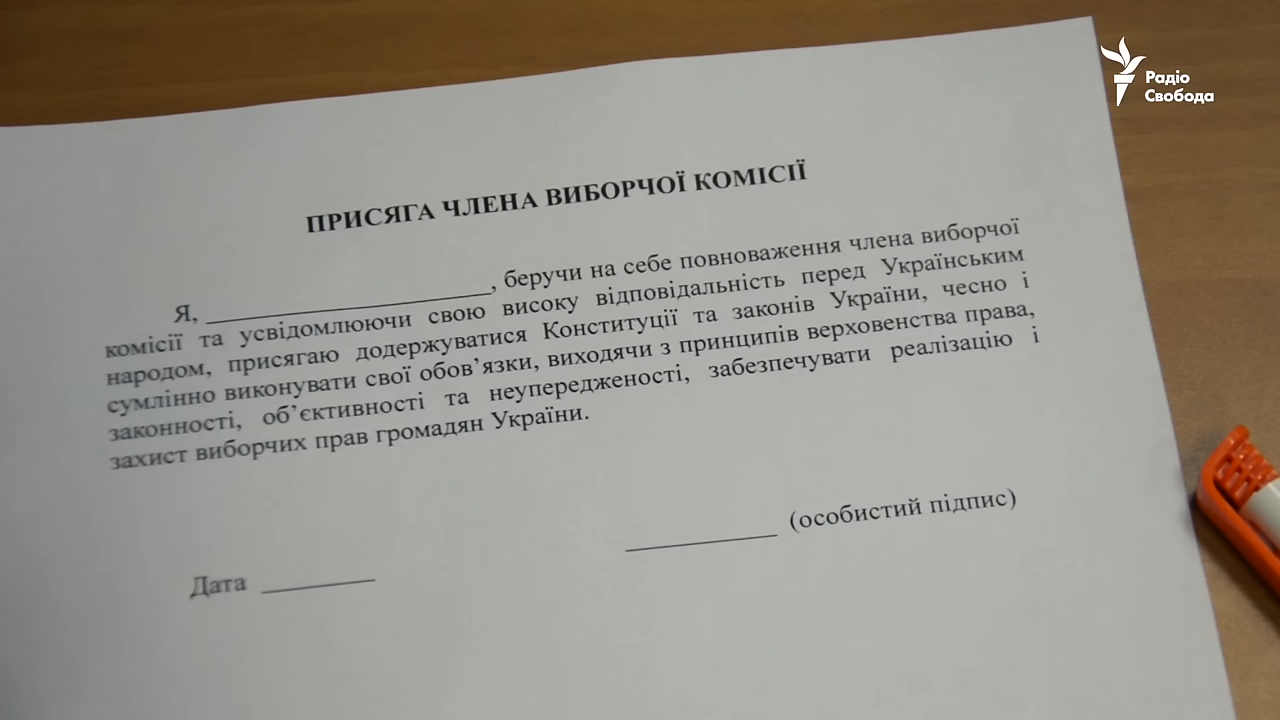 Радіо
Свобода
ПРИСЯГА ЧЛЕНА ВИБОРЧОЇ КОМІСІЇ
Я, ____________________, беручи на себе повноваження члена виборчої
комісії та усвідомлюючи свою високу відповідальність перед Українським
народом, присягаю додержуватися Конституції та законів України, чесно і
сумлінно виконувати свої обов’язки, виходячи з принципів верховенства права,
законності, об’єктивності та неупередженості, забезпечувати реалізацію і
захист виборчих прав громадян України.
__________ (особистий підпис)
Дата ________